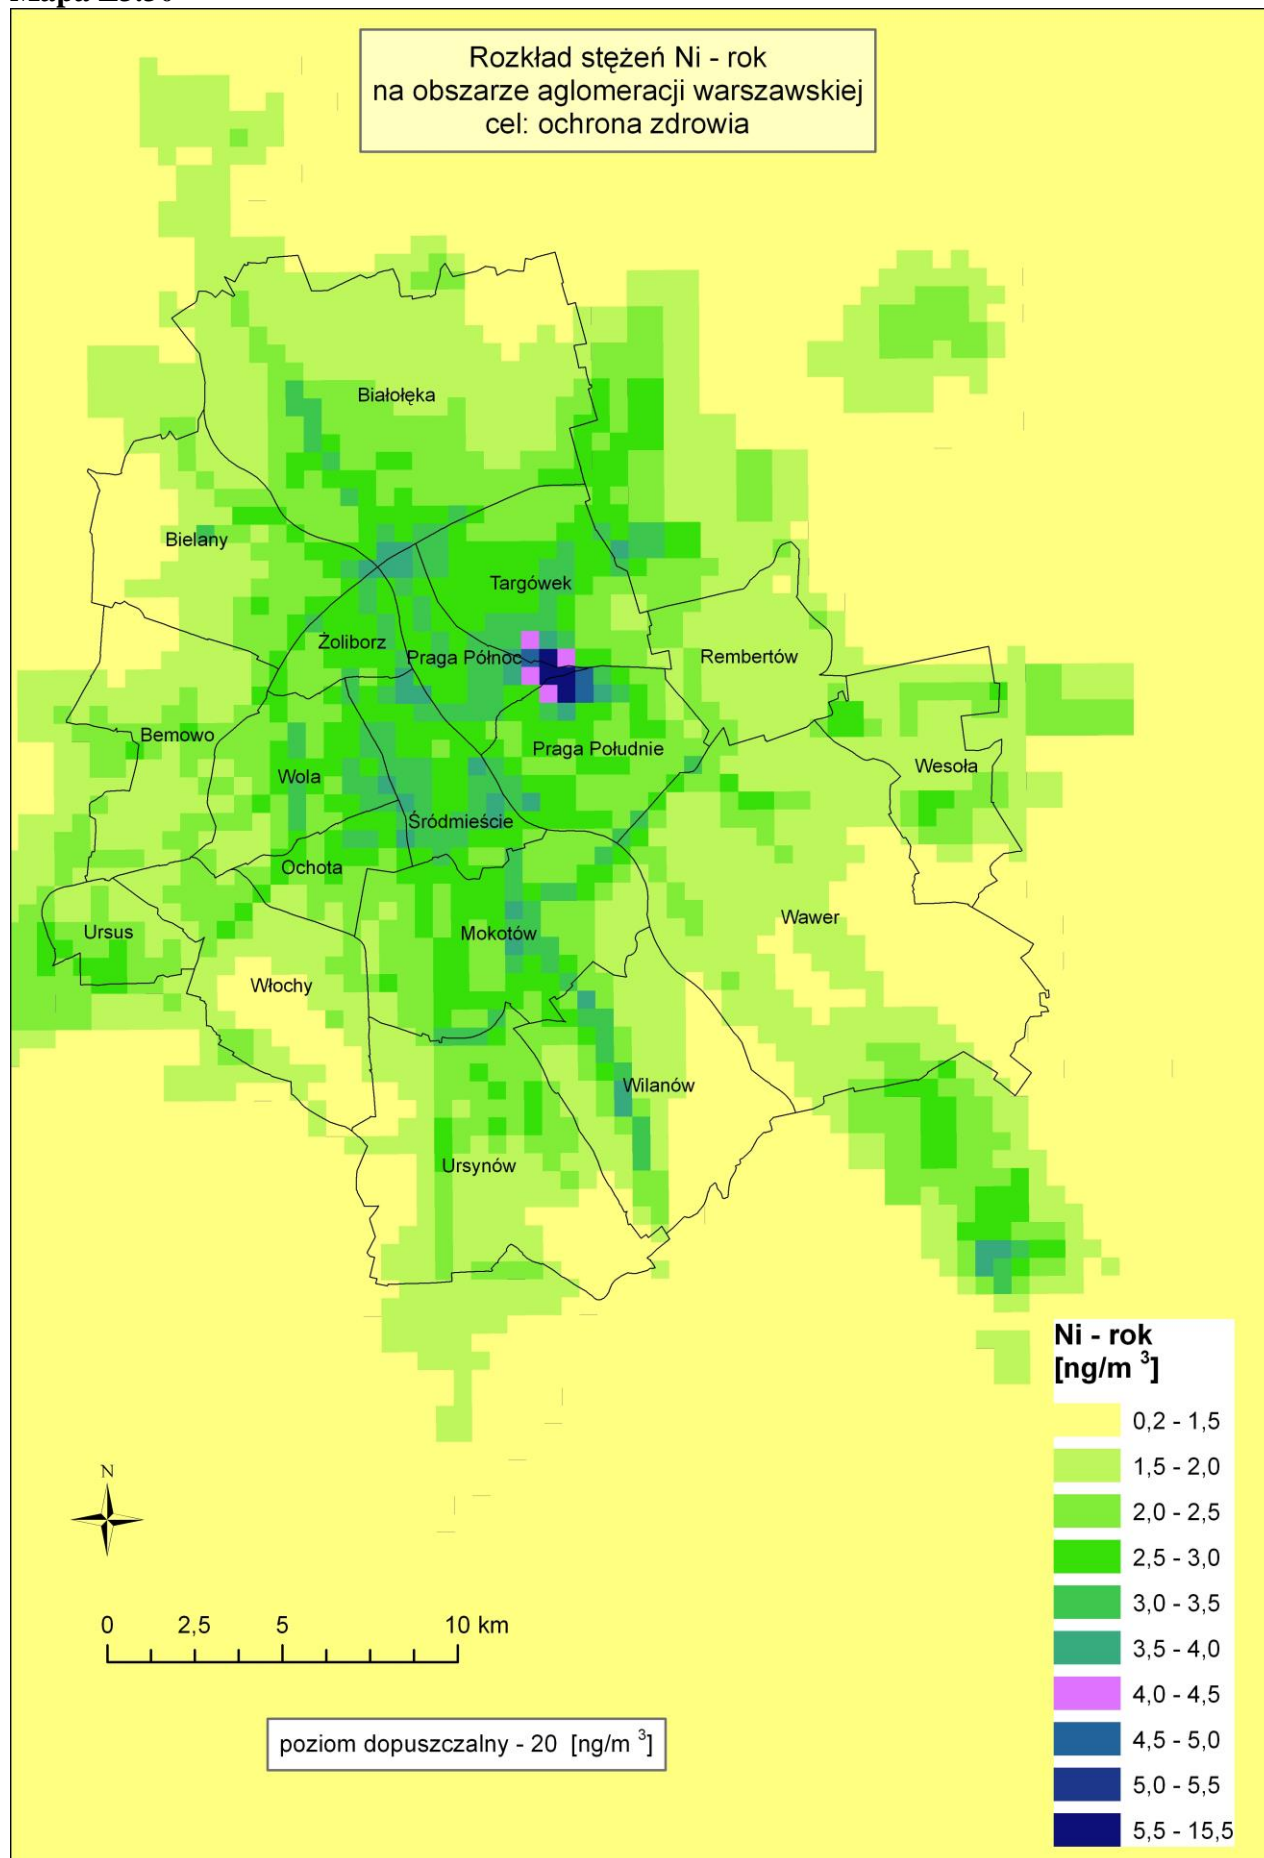 Rozkład stężeń Ni - rok
na obszarze aglomeracji warszawskiej
cel: ochrona zdrowia
Białołęka
Bielany
Targówek
Żoliborz
Praga Północ
Rembertów
Bemowo
Praga Południe
Wesoła
Wola
Śródmieście
Ochota
Wawer
Ursus
Mokotów
Włochy
Wilanów
Ursynów
Ni - rok
[ng/m 3]
0,2 - 1,5
1,5 - 2,0
2,0 - 2,5
2,5 - 3,0
3,0 - 3,5
3,5 - 4,0
4,0 - 4,5
4,5 - 5,0
5,0 - 5,5
5,5 - 15,5
N
0 2,5 5 10 km
poziom dopuszczalny - 20 [ng/m 3]